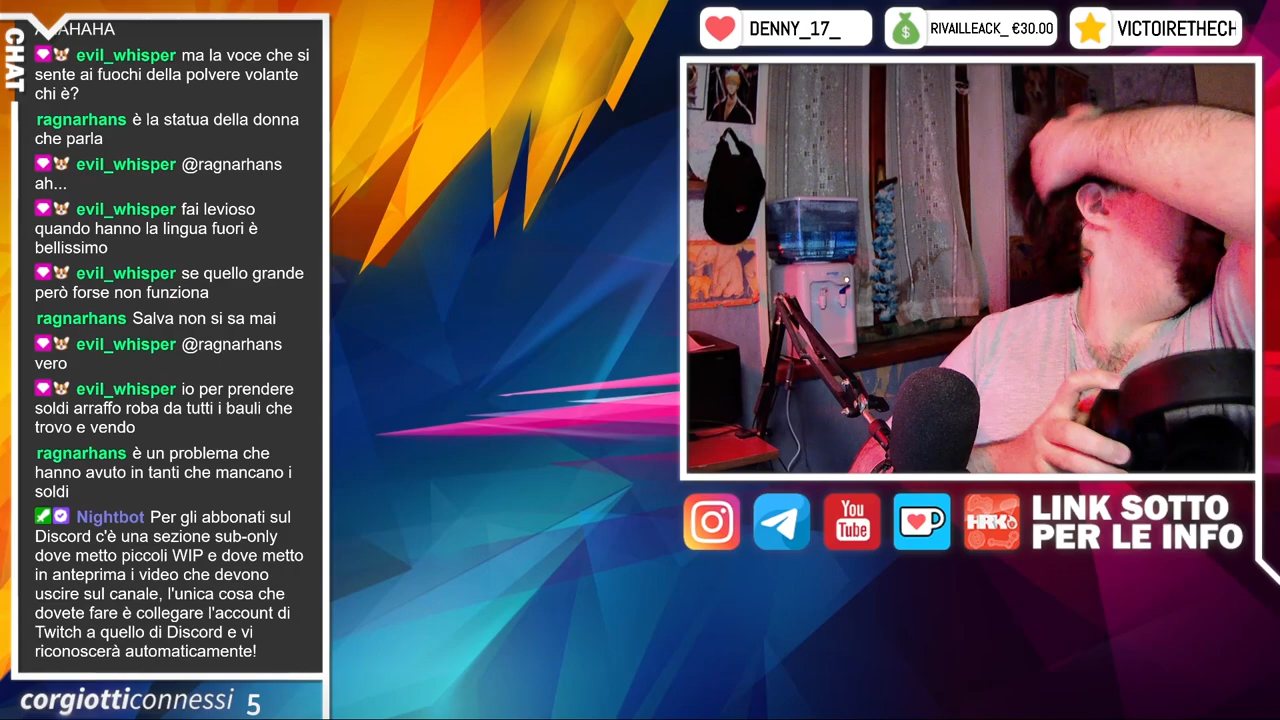 CHAT
AHAHA
evil_whisper ma la voce che si
sente ai fuochi della polvere volante
chi è?
ragnarhans è la statua della donna
che parla
evil_whisper @ragnarhans
ah...
evil_whisper fai levioso
quando hanno la lingua fuori è
bellissimo
evil_whisper se quello grande
però forse non funziona
ragnarhans Salva non si sa mai
evil_whisper @ragnarhans
vero
evil_whisper io per prendere
soldi arraffo roba da tutti i bauli che
trovo e vendo
ragnarhans è un problema che
hanno avuto in tanti che mancano i
soldi
Nightbot Per gli abbonati sul
Discord c'è una sezione sub-only
dove metto piccoli WIP e dove metto
in anteprima i video che devono
uscire sul canale, l'unica cosa che
dovete fare è collegare l'account di
Twitch a quello di Discord e vi
riconoscerà automaticamente!
corgiotticonnessi 5
DENNY_17_
RIVAILLEACK_ €30.00
VICTOIRETHECH
You
Tube
HRK
LINK SOTTO
PER LE INFO